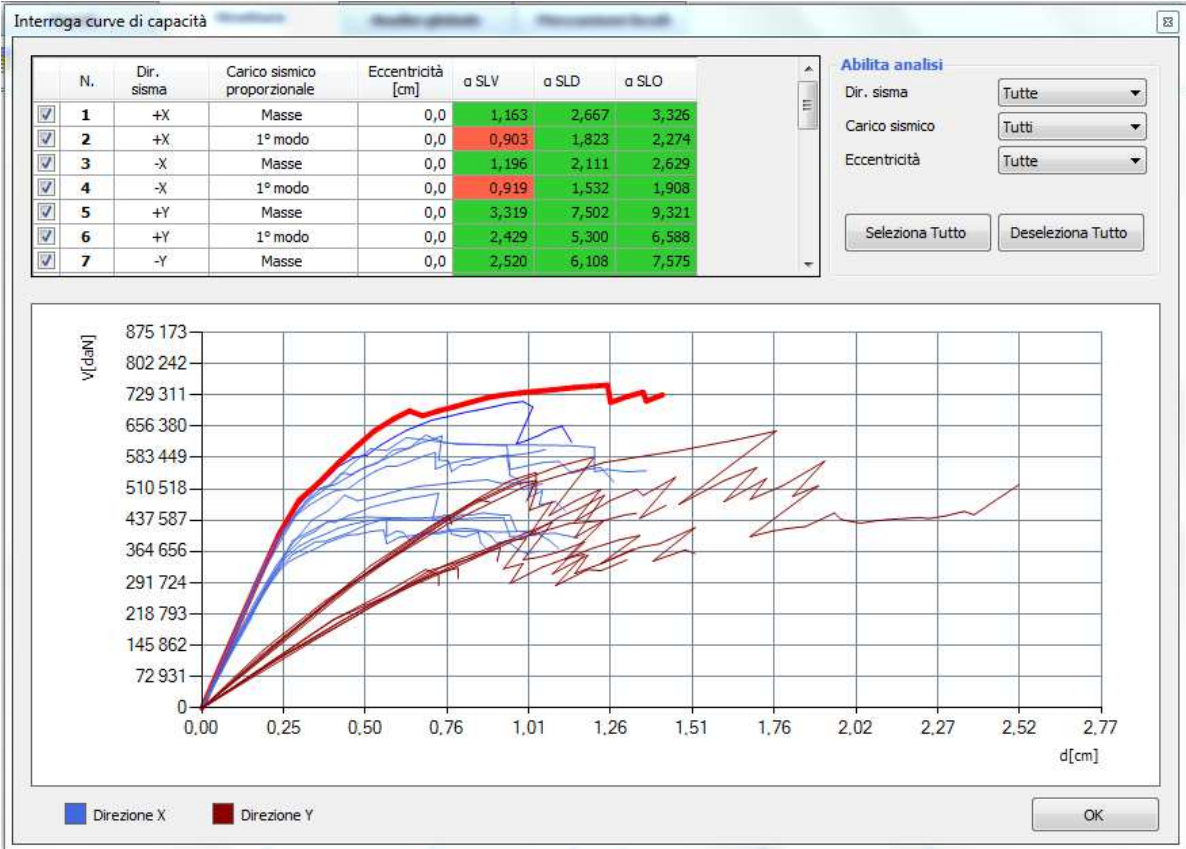 Interroga curve di capacità
N. Dir. sisma Carico sismico proporzionale Eccentricità [cm] α SLV α SLD α SLO
1 +X Masse 0,0 1,163 2,667 3,326
2 +X 1° modo 0,0 0,903 1,823 2,274
3 -X Masse 0,0 1,196 2,111 2,629
4 -X 1° modo 0,0 0,919 1,532 1,908
5 +Y Masse 0,0 3,319 7,502 9,321
6 +Y 1° modo 0,0 2,429 5,300 6,588
7 -Y Masse 0,0 2,520 6,108 7,575
Abilita analisi
Dir. sisma Tutte
Carico sismico Tutti
Eccentricità Tutte
Seleziona Tutto Deseleziona Tutto
V[daN]
875 173
802 242
729 311
656 380
583 449
510 518
437 587
364 656
291 724
218 793
145 862
72 931
0
0,00 0,25 0,50 0,76 1,01 1,26 1,51 1,76 2,02 2,27 2,52 2,77
d[cm]
Direzione X Direzione Y OK